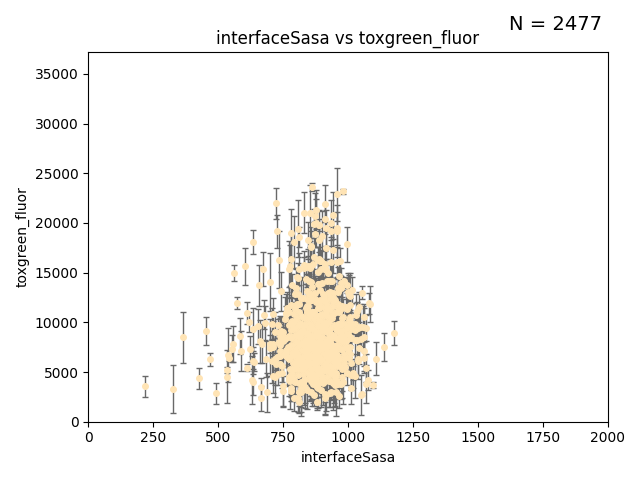 N = 2477
interfaceSasa vs toxgreen_fluor
toxgreen_fluor
35000
30000
25000
20000
15000
10000
5000
0
0 250 500 750 1000 1250 1500 1750 2000
interfaceSasa